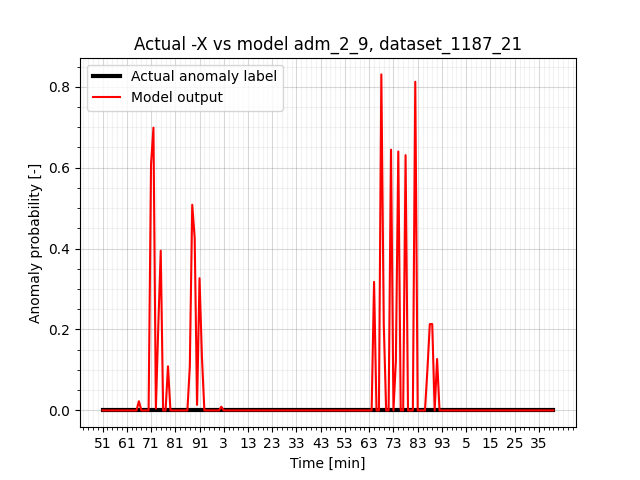 Actual -X vs model adm_2_9, dataset_1187_21
Actual anomaly label
Model output
Anomaly probability [-]
0.8
0.6
0.4
0.2
0.0
51 61 71 81 91 3 13 23 33 43 53 63 73 83 93 5 15 25 35
Time [min]